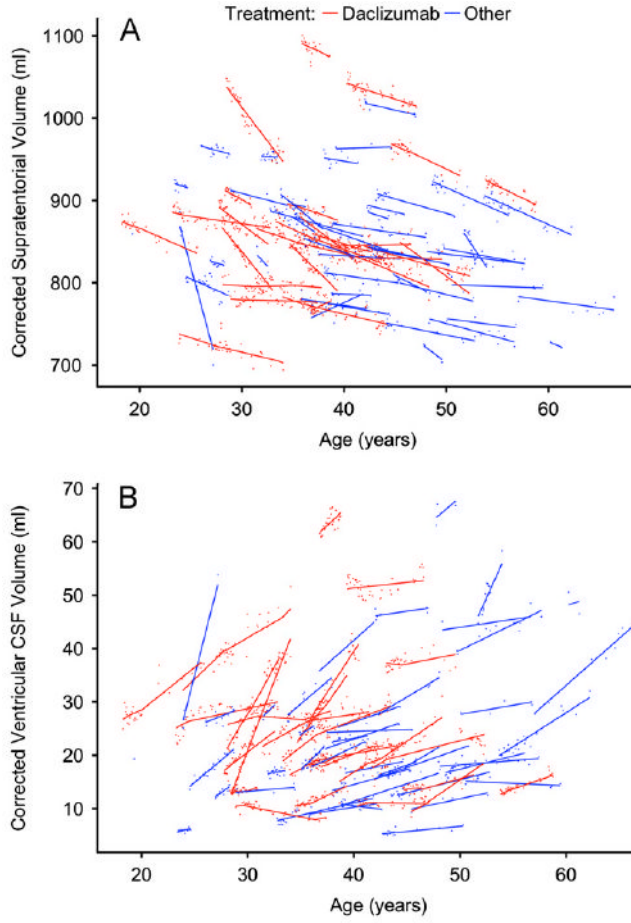 Treatment: Daclizumab Other
A
1100
1000
900
800
700
Corrected Supratentorial Volume (ml)
20 30 40 50 60
Age (years)
B
70
60
50
40
30
20
10
Corrected Ventricular CSF Volume (ml)
20 30 40 50 60
Age (years)